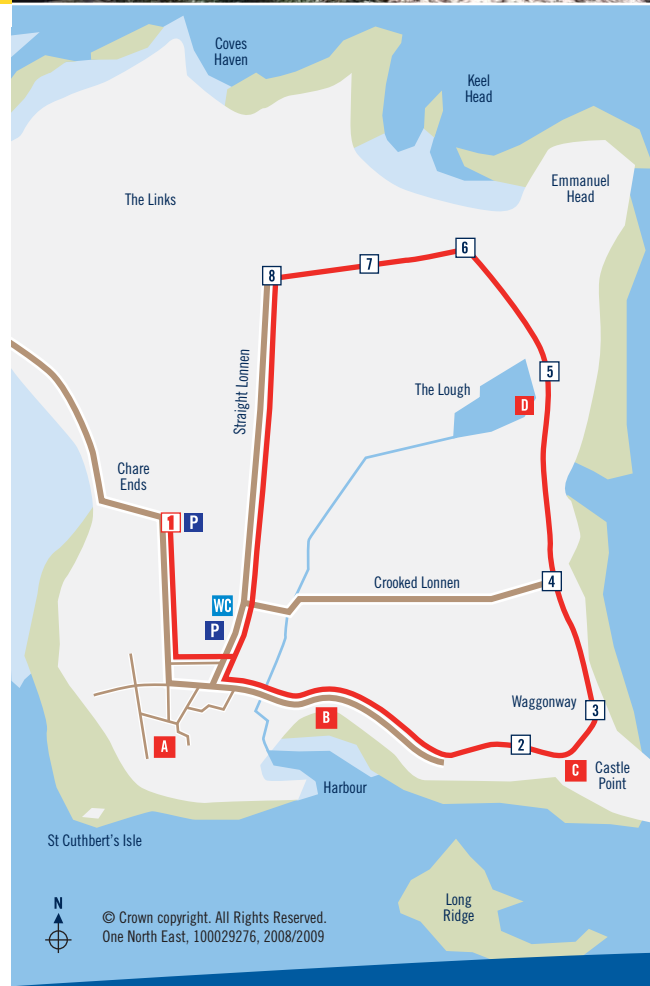 Coves
Haven
Keel
Head
Emmanuel
Head
The Links
6
7
8
5
Straight Lonnen
The Lough
D
Chare
Ends
1 P
Crooked Lonnen
4
WC
P
Waggonway
3
B
2
A
C
Castle
Point
Harbour
St Cuthbert's Isle
Long
Ridge
N
© Crown copyright. All Rights Reserved.
One North East, 100029276, 2008/2009